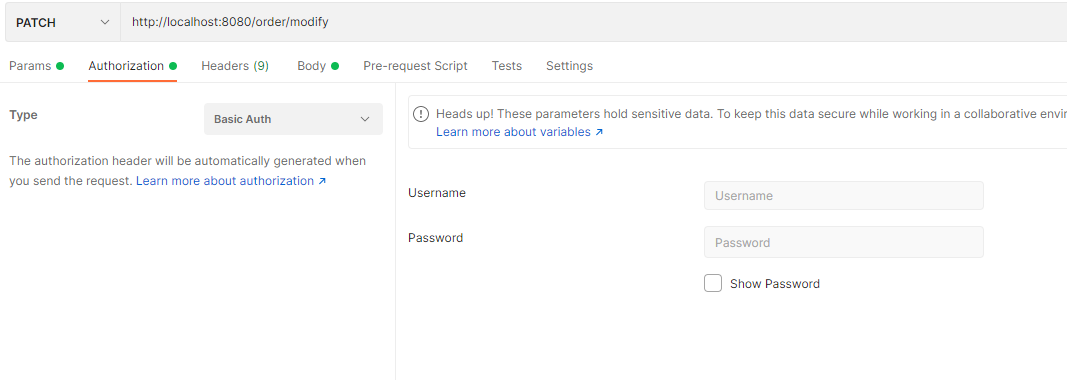 PATCH http://localhost:8080/order/modify
Params Authorization Headers (9) Body Pre-request Script Tests Settings
Type Basic Auth
The authorization header will be automatically generated when
you send the request. Learn more about authorization ↗
Heads up! These parameters hold sensitive data. To keep this data secure while working in a collaborative
Learn more about variables ↗
Username Username
Password Password
Show Password